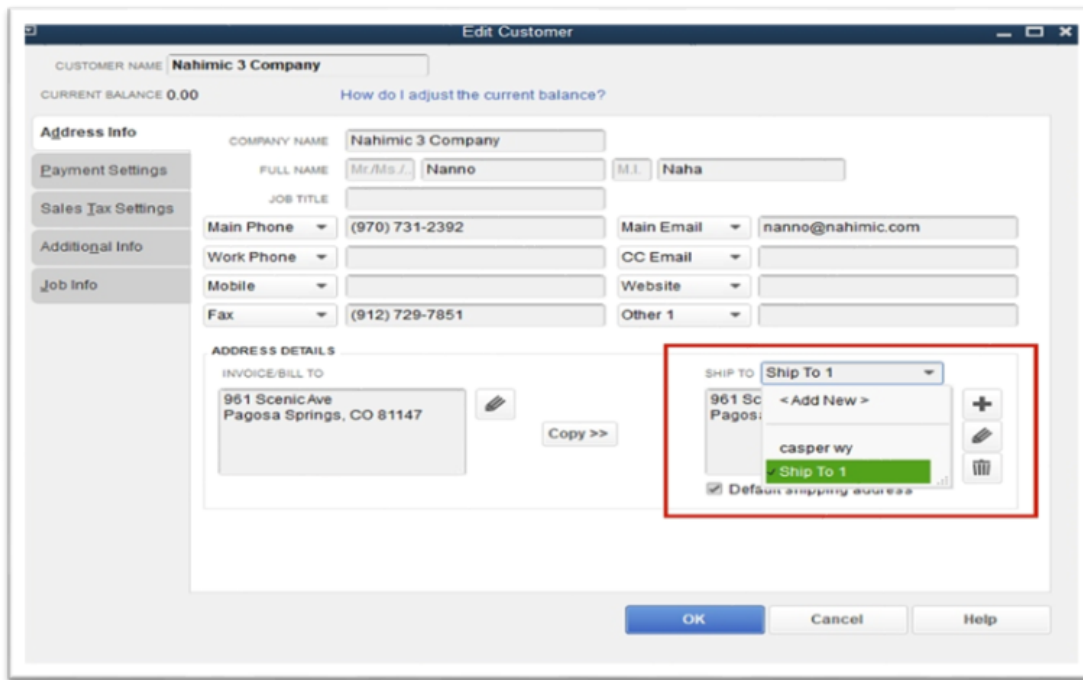 Edit Customer
CUSTOMER NAME Nahimic 3 Company
CURRENT BALANCE 0.00 How do I adjust the current balance?
Address Info
Payment Settings
Sales Tax Settings
Additional Info
Job Info
COMPANY NAME Nahimic 3 Company
FULL NAME Mr./Ms./.. Nanno M.I. Naha
JOB TITLE
Main Phone (970) 731-2392 Main Email nanno@nahimic.com
Work Phone CC Email
Mobile Website
Fax (912) 729-7851 Other 1
ADDRESS DETAILS
INVOICE/BILL TO
961 Scenic Ave
Pagosa Springs, CO 81147
Copy >>
SHIP TO Ship To 1
961 Sc
Pagosa
< Add New >
casper wy
Ship To 1
Default shipping address
OK Cancel Help